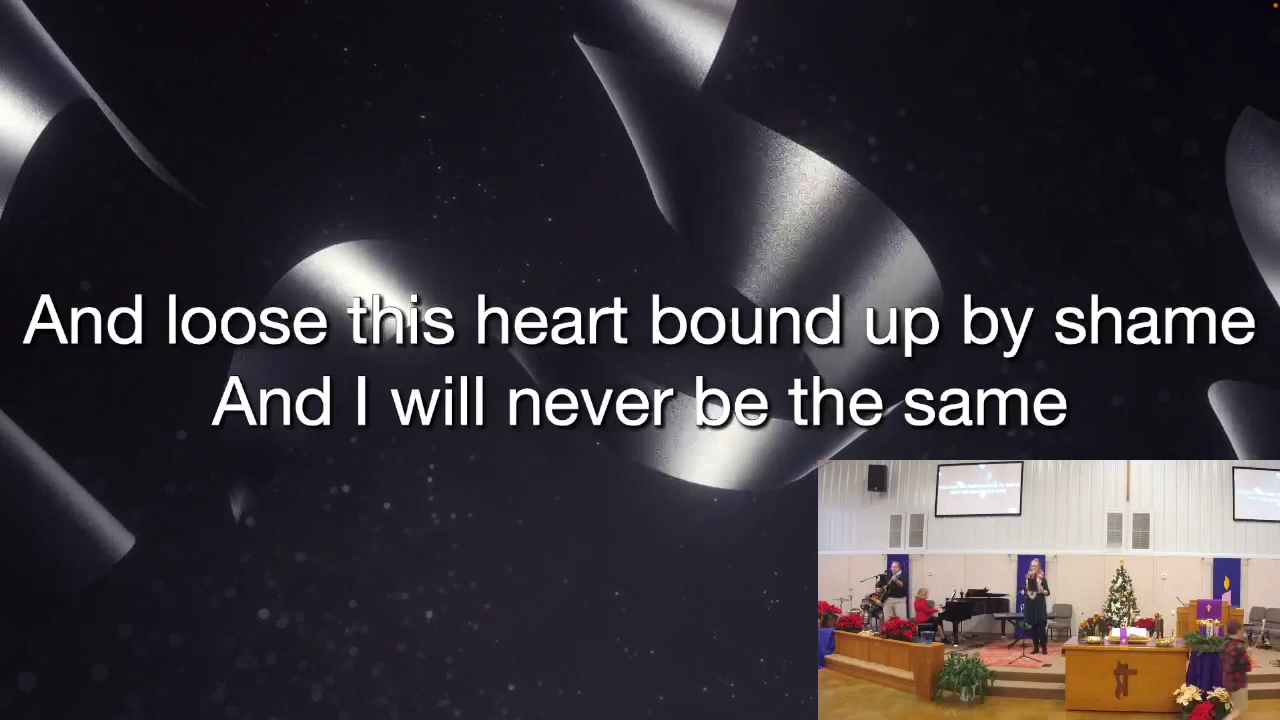 And loose this heart bound up by shame
And I will never be the same